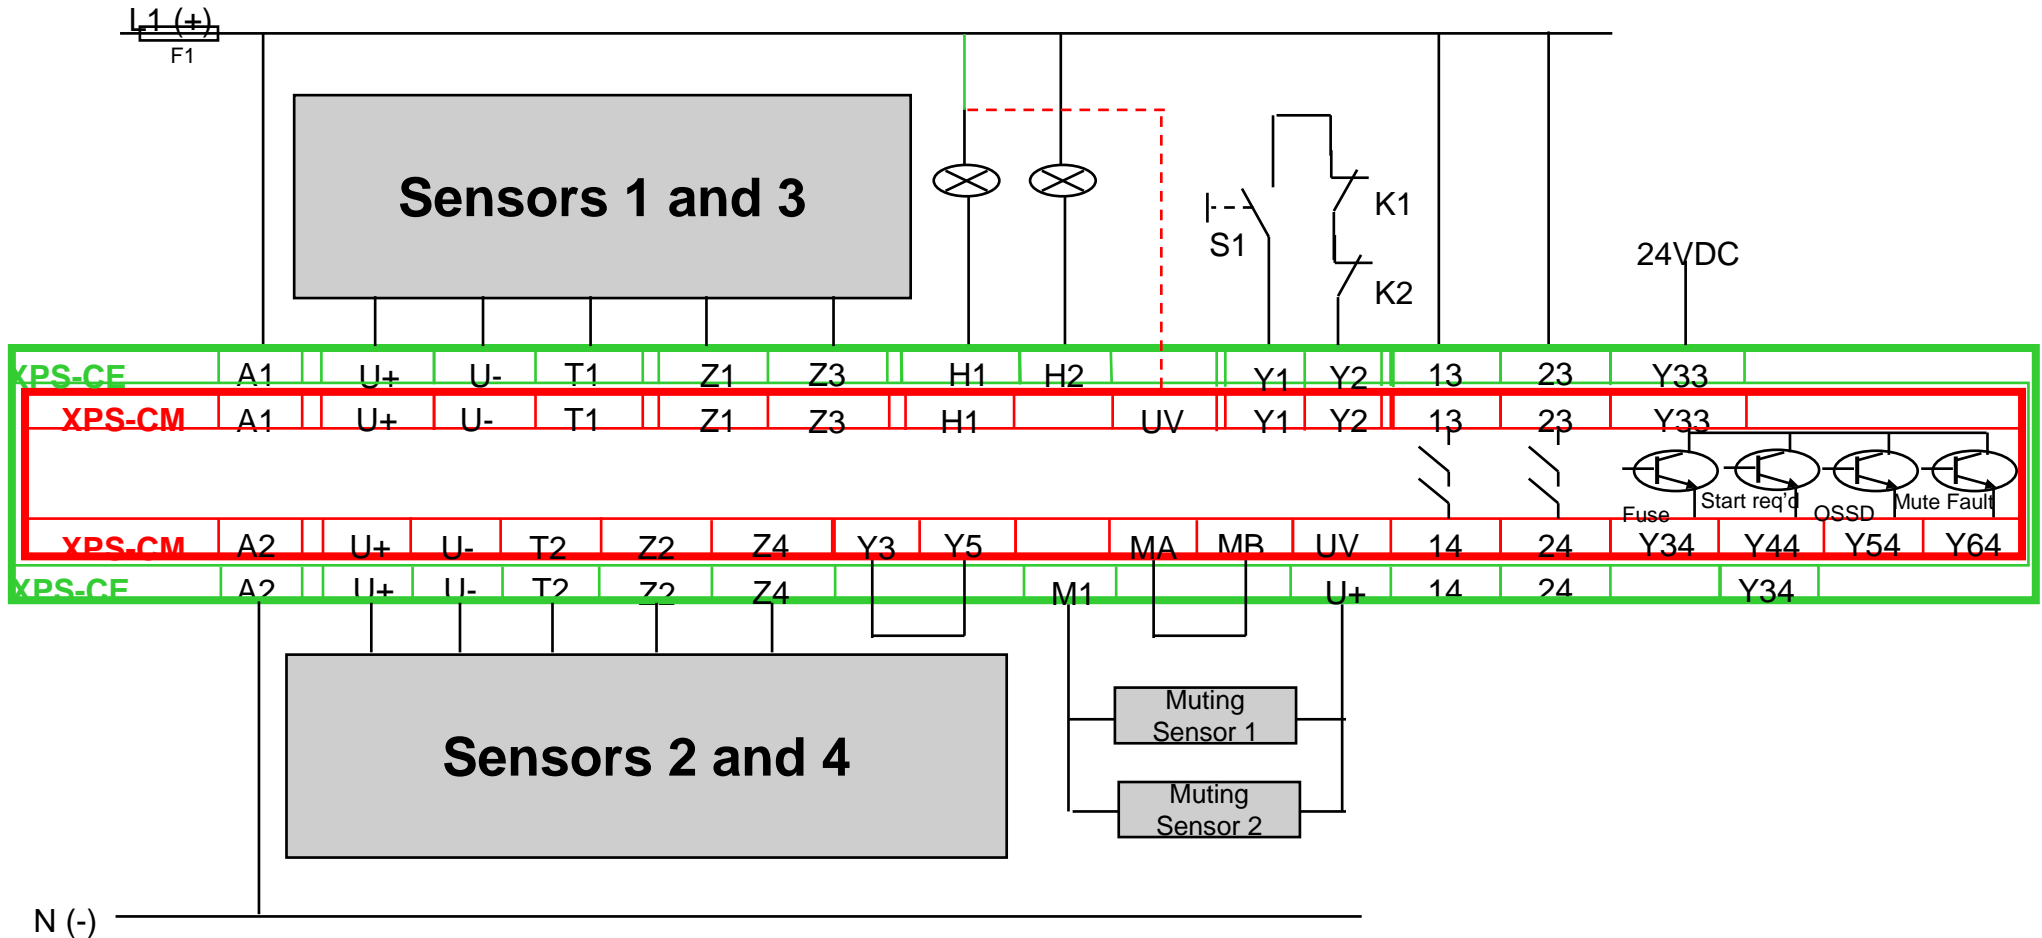 L1 (+)
F1
Sensors 1 and 3
K1
S1
24VDC
K2
XPS-CE A1 U+ U- T1 Z1 Z3 H1 H2 Y1 Y2 13 23 Y33
XPS-CM A1 U+ U- T1 Z1 Z3 H1 UV Y1 Y2 13 23 Y33
Fuse Start req'd OSSD Mute Fault
XPS-CM A2 U+ U- T2 Z2 Z4 Y3 Y5 MA MB UV 14 24 Y34 Y44 Y54 Y64
XPS-CE A2 U+ U- T2 Z2 Z4 M1 U+ 14 24 Y34
Muting
Sensor 1
Sensors 2 and 4
Muting
Sensor 2
N (-)